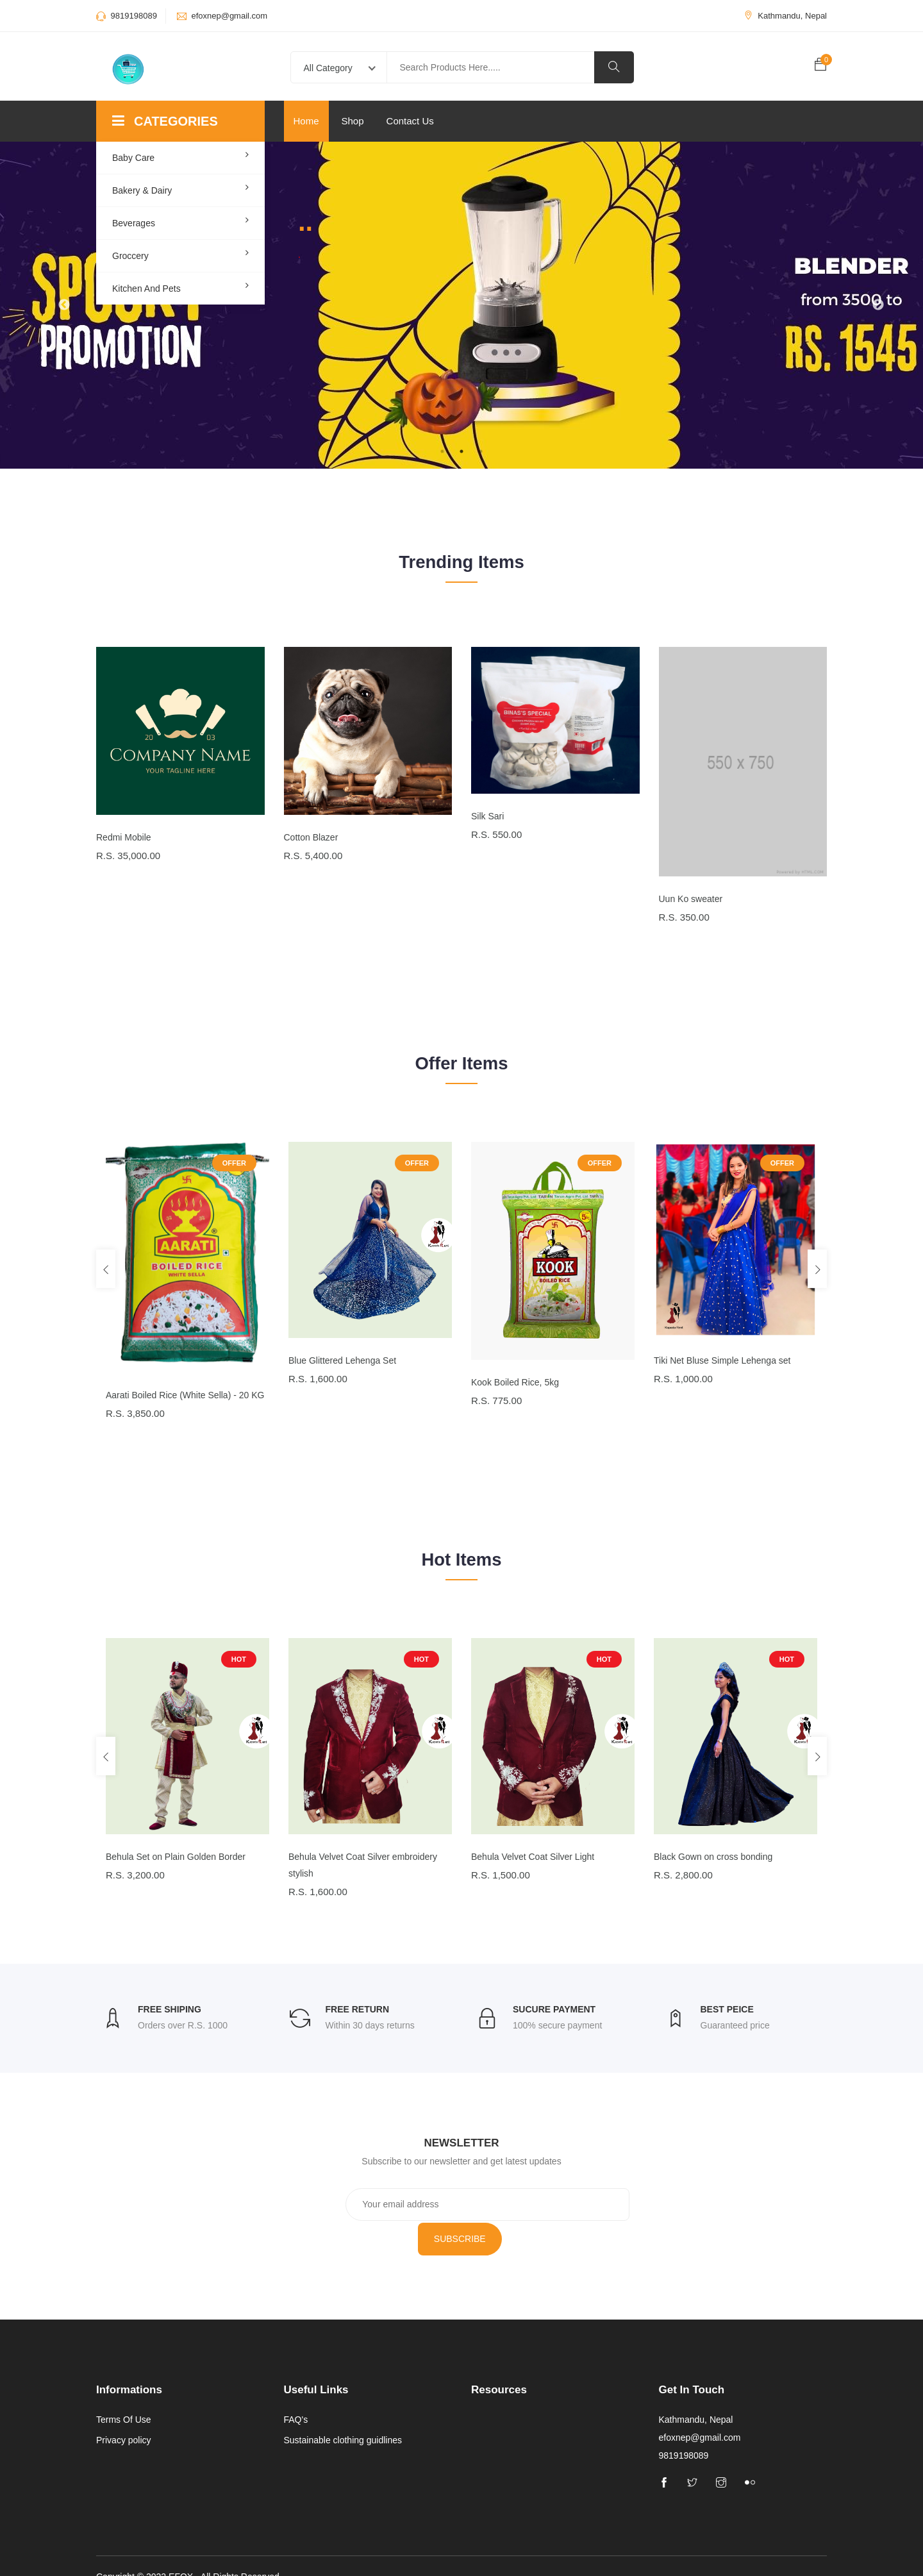 9819198089
efoxnep@gmail.com
Kathmandu, Nepal
All Category
Search Products Here.....
0
CATEGORIES
Home
Shop
Contact Us
Baby Care
Bakery & Dairy
Beverages
Groccery
Kitchen And Pets
..
PROMOTION
BLENDER
from 3500 to
RS. 1545
Trending Items
20 03
COMPANY NAME
YOUR TAGLINE HERE
550 x 750
Redmi Mobile
R.S. 35,000.00
Cotton Blazer
R.S. 5,400.00
Silk Sari
R.S. 550.00
Uun Ko sweater
R.S. 350.00
Offer Items
OFFER
OFFER
OFFER
OFFER
AARATI
BOILED RICE
WHITE SELLA
KOOK
BOILED RICE
Aarati Boiled Rice (White Sella) - 20 KG
R.S. 3,850.00
Blue Glittered Lehenga Set
R.S. 1,600.00
Kook Boiled Rice, 5kg
R.S. 775.00
Tiki Net Bluse Simple Lehenga set
R.S. 1,000.00
Hot Items
HOT
HOT
HOT
HOT
Behula Set on Plain Golden Border
R.S. 3,200.00
Behula Velvet Coat Silver embroidery
stylish
R.S. 1,600.00
Behula Velvet Coat Silver Light
R.S. 1,500.00
Black Gown on cross bonding
R.S. 2,800.00
FREE SHIPING
Orders over R.S. 1000
FREE RETURN
Within 30 days returns
SUCURE PAYMENT
100% secure payment
BEST PEICE
Guaranteed price
NEWSLETTER
Subscribe to our newsletter and get latest updates
Your email address
SUBSCRIBE
Informations
Terms Of Use
Privacy policy
Useful Links
FAQ's
Sustainable clothing guidlines
Resources
Get In Touch
Kathmandu, Nepal
efoxnep@gmail.com
9819198089